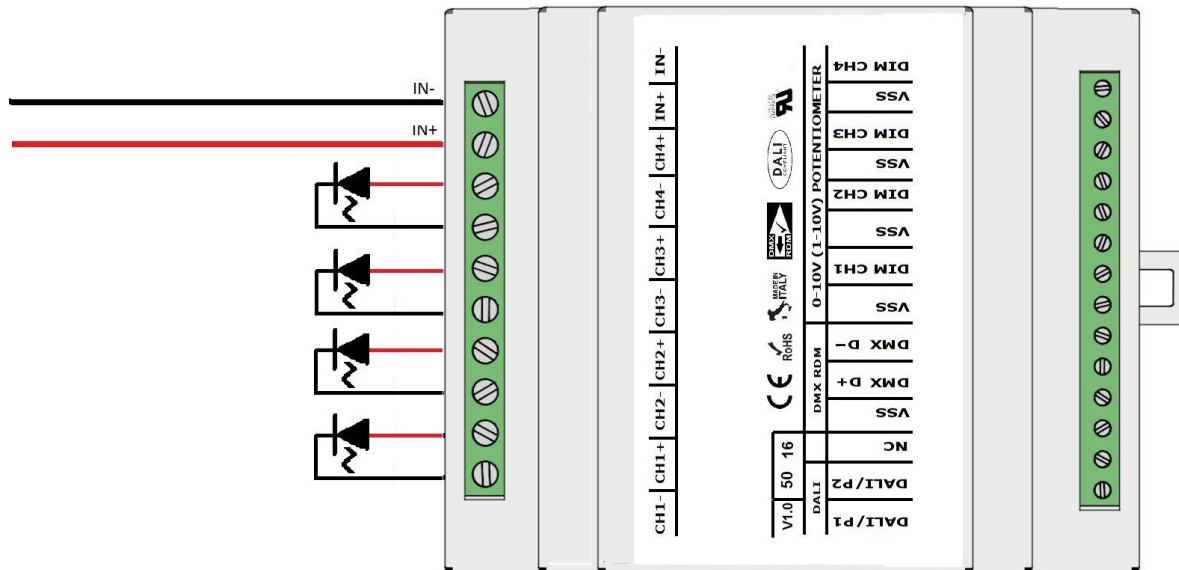 IN-
IN+
IN-
IN+
CH4+
CH4-
CH3+
CH3-
CH2+
CH2-
CH1+
CH1-
DALI
COMPLIANT
DMX
RDM
MADE IN
ITALY
RoHS
CE
V1.0 50 16
0-10V (1-10V) POTENTIOMETER
DMX RDM
DALI
DIM CH4
VSS
DIM CH3
VSS
DIM CH2
VSS
DIM CH1
VSS
DMX D-
DMX D+
VSS
NC
DALI/P2
DALI/P1